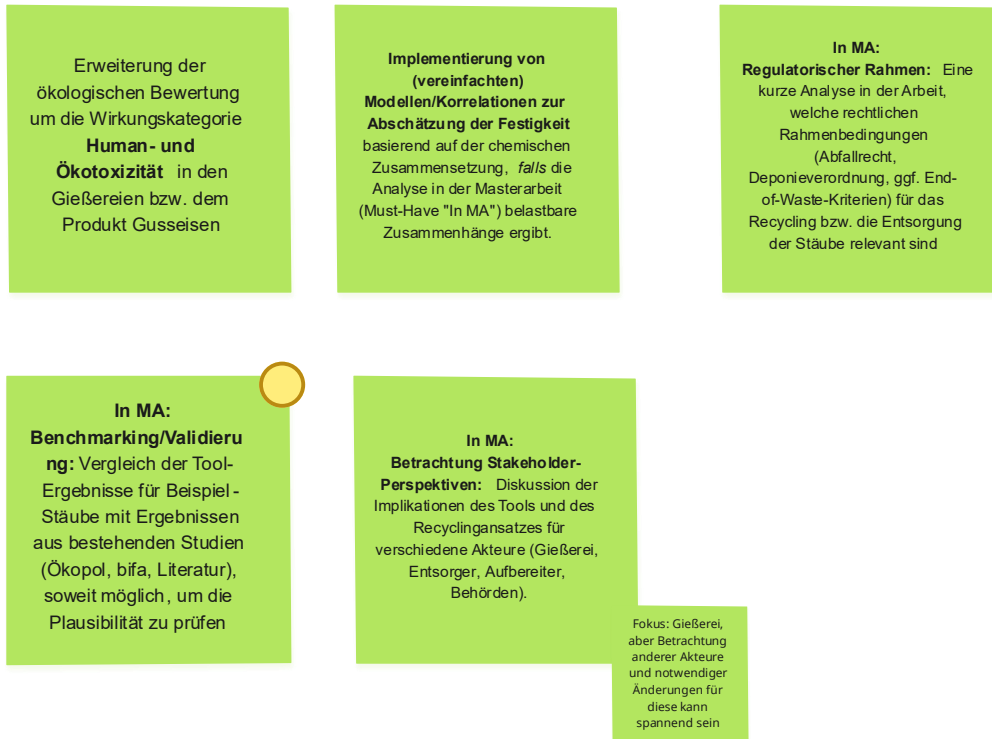 Erweiterung der
ökologischen Bewertung
um die Wirkungskategorie
Human- und
Ökotoxizität in den
Gießereien bzw. dem
Produkt Gusseisen
Implementierung von
(vereinfachten)
Modellen/Korrelationen zur
Abschätzung der Festigkeit
basierend auf der chemischen
Zusammensetzung, falls die
Analyse in der Masterarbeit
(Must-Have "In MA") belastbare
Zusammenhänge ergibt.
In MA:
Regulatorischer Rahmen: Eine
kurze Analyse in der Arbeit,
welche rechtlichen
Rahmenbedingungen
(Abfallrecht,
Deponieverordnung, ggf. End-
of-Waste-Kriterien) für das
Recycling bzw. die Entsorgung
der Stäube relevant sind
In MA:
Benchmarking/Validieru
ng: Vergleich der Tool-
Ergebnisse für Beispiel-
Stäube mit Ergebnissen
aus bestehenden Studien
(Ökopol, bifa, Literatur),
soweit möglich, um die
Plausibilität zu prüfen
In MA:
Betrachtung Stakeholder-
Perspektiven: Diskussion der
Implikationen des Tools und des
Recyclingansatzes für
verschiedene Akteure (Gießerei,
Entsorger, Aufbereiter,
Behörden).
Fokus: Gießerei,
aber Betrachtung
anderer Akteure
und notwendiger
Änderungen für
diese kann
spannend sein